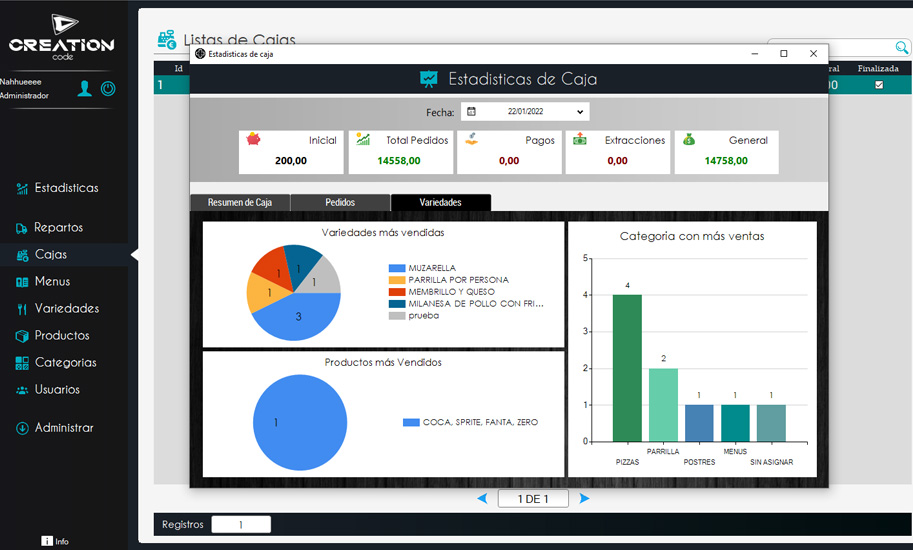 CREATION
code
Nahhueeee
Administrador
Estadisticas
Repartos
Cajas
Menus
Variedades
Productos
Categorias
Usuarios
Administrar
Info
Listas de Cajas
Id
Finalizada
1
Estadisticas de caja
Estadisticas de Caja
Fecha: 22/01/2022
Inicial
200,00
Total Pedidos
14558,00
Pagos
0,00
Extracciones
0,00
General
14758,00
Resumen de Caja Pedidos Variedades
Variedades más vendidas
1 1 1 1 3
MUZARELLA
PARRILLA POR PERSONA
MEMBRILLO Y QUESO
MILANESA DE POLLO CON FRI...
prueba
Productos más Vendidos
1
COCA, SPRITE, FANTA, ZERO
Categoria con más ventas
5
4
3
2
1
0
4
2
1
1
1
PIZZAS
PARRILLA
POSTRES
MENUS
SIN ASIGNAR
1 DE 1
Registros 1